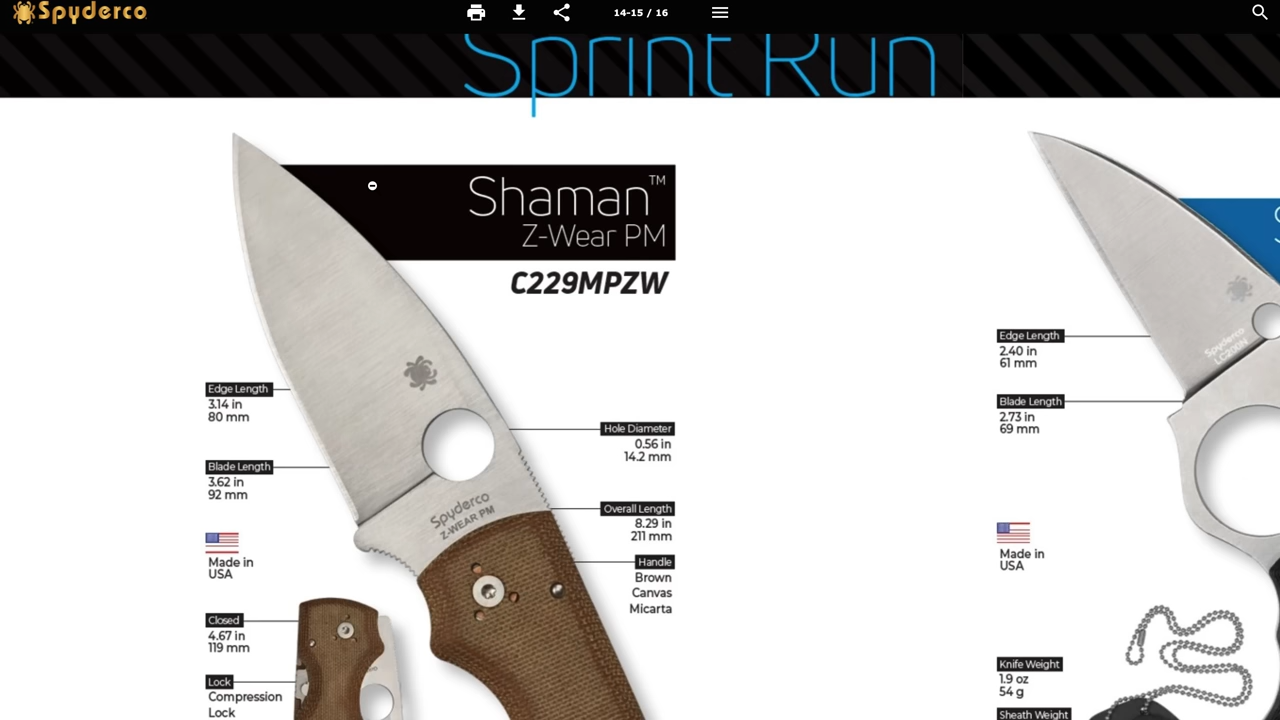 Spyderco
14-15 / 16
Sprint Run
Shaman™
Z-Wear PM
C229MPZW
Edge Length
3.14 in
80 mm
Blade Length
3.62 in
92 mm
Made in
USA
Closed
4.67 in
119 mm
Lock
Compression
Lock
Hole Diameter
0.56 in
14.2 mm
Overall Length
8.29 in
211 mm
Handle
Brown
Canvas
Micarta
Spyderco
Z-WEAR PM
Edge Length
2.40 in
61 mm
Blade Length
2.73 in
69 mm
Made in
USA
Knife Weight
1.9 oz
54 g
Sheath Weight
Spyderco
LC200N